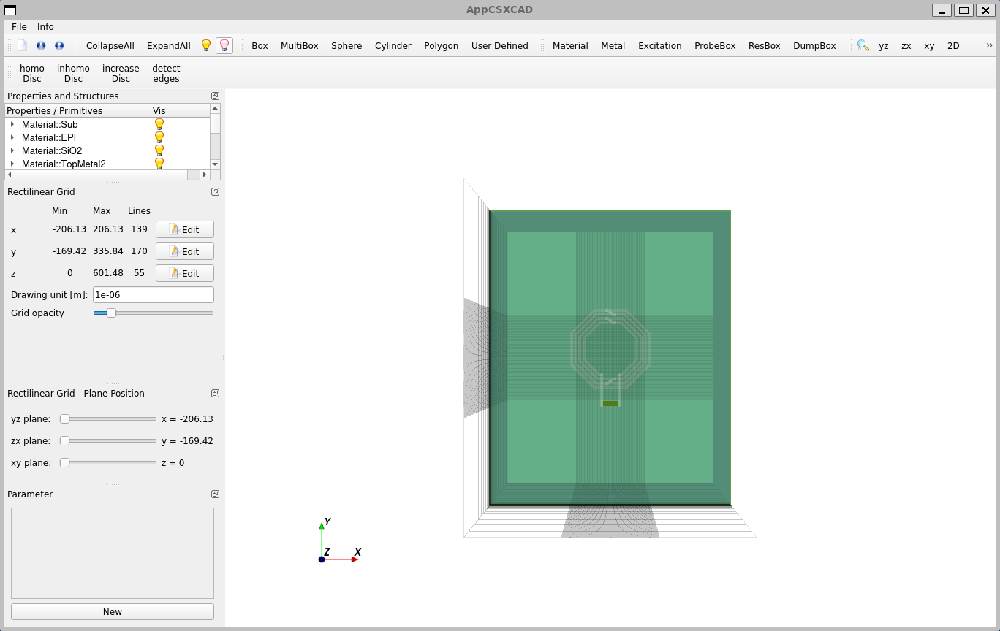 AppCSXCAD
File Info
CollapseAll ExpandAll Box MultiBox Sphere Cylinder Polygon User Defined Material Metal Excitation ProbeBox ResBox DumpBox yz zx xy 2D »
homo Disc inhomo Disc increase Disc detect edges
Properties and Structures
Properties / Primitives Vis
Material::Sub
Material::EPI
Material::SiO2
Material::TopMetal2
Rectilinear Grid
Min Max Lines
x -206.13 206.13 139 Edit
y -169.42 335.84 170 Edit
z 0 601.48 55 Edit
Drawing unit [m]: 1e-06
Grid opacity
Rectilinear Grid - Plane Position
yz plane: x = -206.13
zx plane: y = -169.42
xy plane: z = 0
Parameter
New
Y
Z X